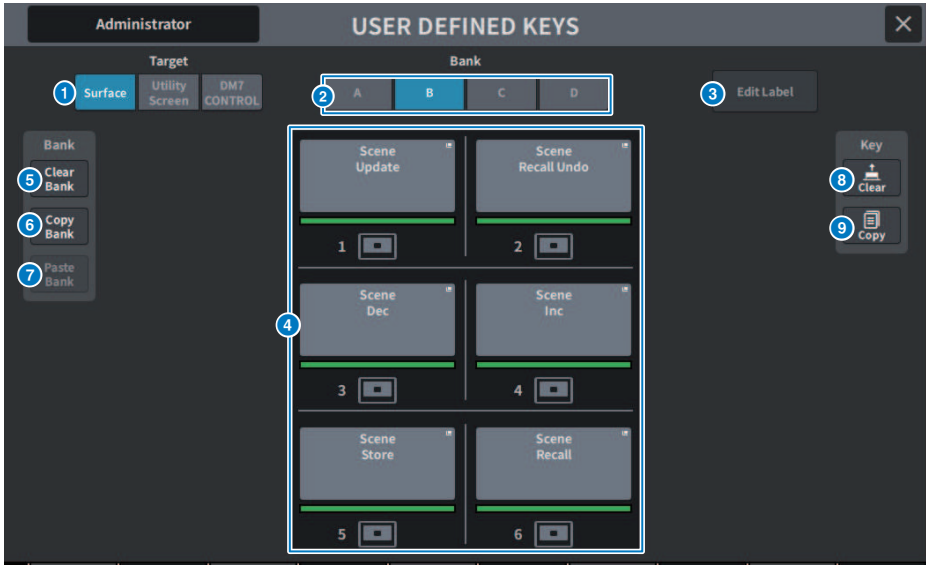 Administrator
USER DEFINED KEYS
Target
Bank
1
Surface
Utility
Screen
DM7
CONTROL
2
A
B
C
D
3
Edit Label
Bank
5
Clear
Bank
6
Copy
Bank
7
Paste
Bank
4
Scene
Update
1
Scene
Recall Undo
2
Scene
Dec
3
Scene
Inc
4
Scene
Store
5
Scene
Recall
6
Key
8
Clear
9
Copy